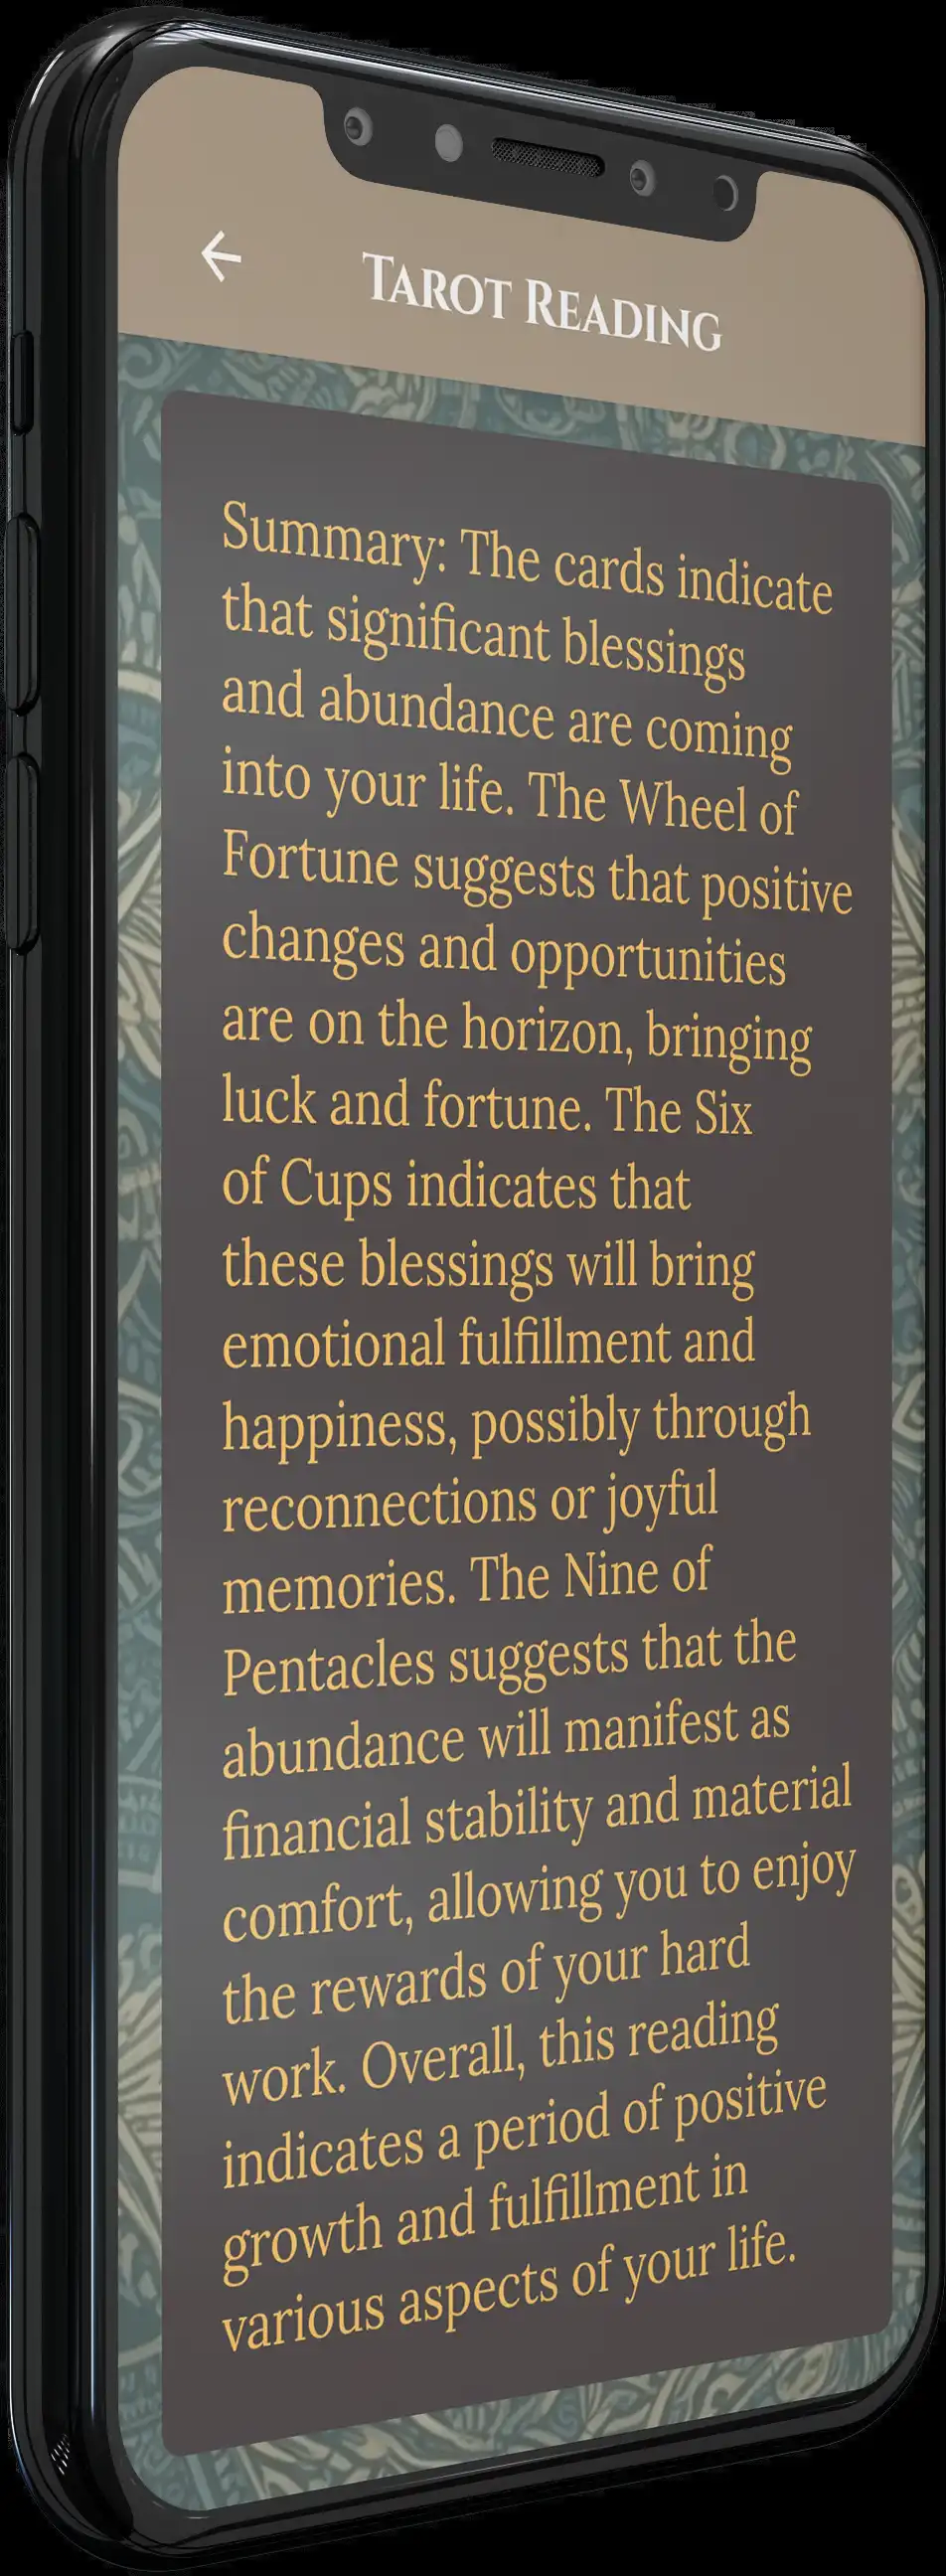 Tarot Reading
Summary: The cards indicate
that significant blessings
and abundance are coming
into your life. The Wheel of
Fortune suggests that positive
changes and opportunities
are on the horizon, bringing
luck and fortune. The Six
of Cups indicates that
these blessings will bring
emotional fulfillment and
happiness, possibly through
reconnections or joyful
memories. The Nine of
Pentacles suggests that the
abundance will manifest as
financial stability and material
comfort, allowing you to enjoy
the rewards of your hard
work. Overall, this reading
indicates a period of positive
growth and fulfillment in
various aspects of your life.